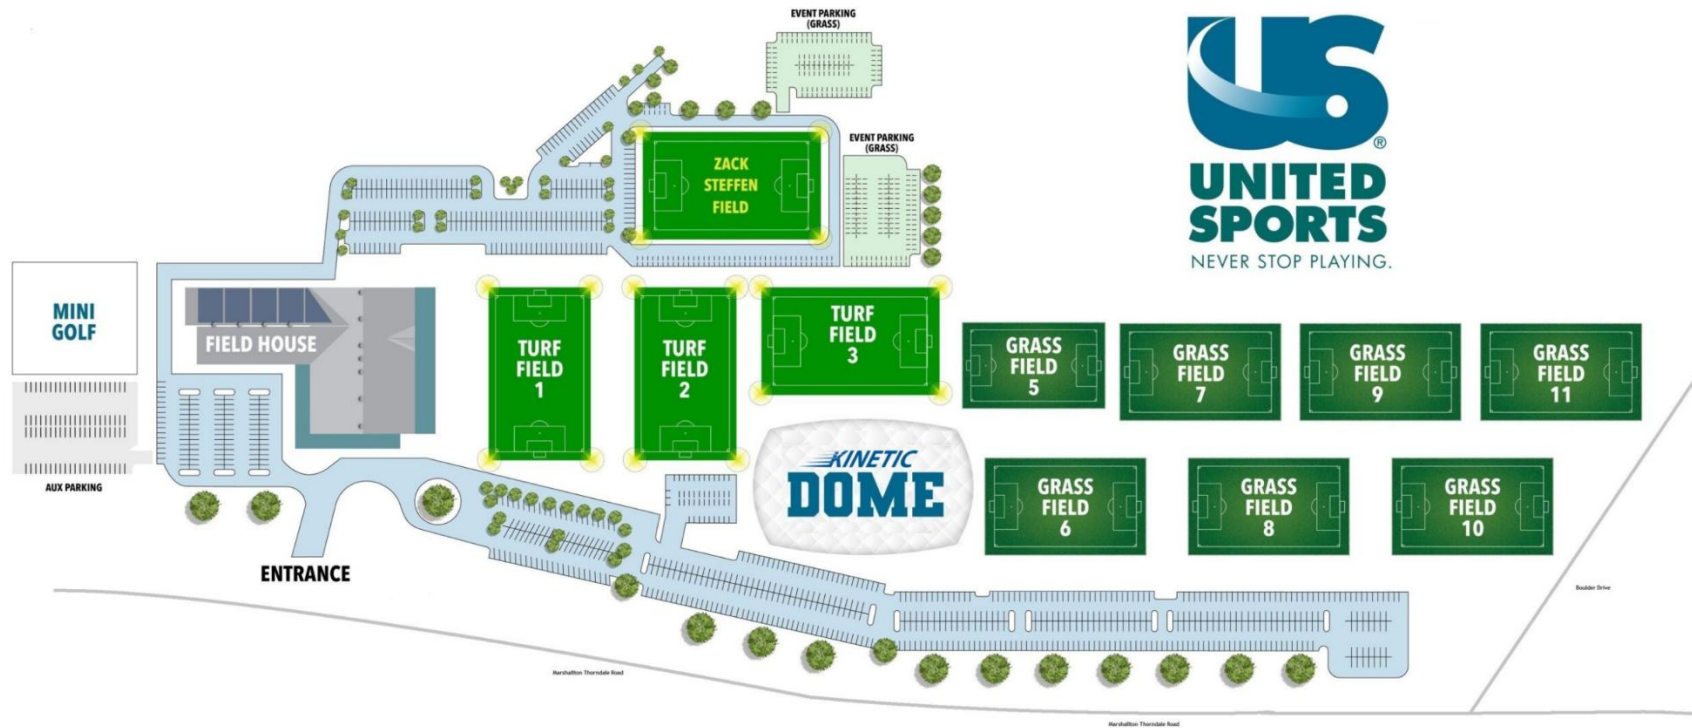 EVENT PARKING
(GRASS)
US
®
UNITED
SPORTS
NEVER STOP PLAYING.
EVENT PARKING
(GRASS)
ZACK
STEFFEN
FIELD
MINI
GOLF
FIELD HOUSE
TURF
FIELD
1
TURF
FIELD
2
TURF
FIELD
3
GRASS
FIELD
5
GRASS
FIELD
7
GRASS
FIELD
9
GRASS
FIELD
11
KINETIC
DOME
GRASS
FIELD
6
GRASS
FIELD
8
GRASS
FIELD
10
AUX PARKING
ENTRANCE
Boulder Drive
Marshallton Thorndale Road
Marshallton Thorndale Road